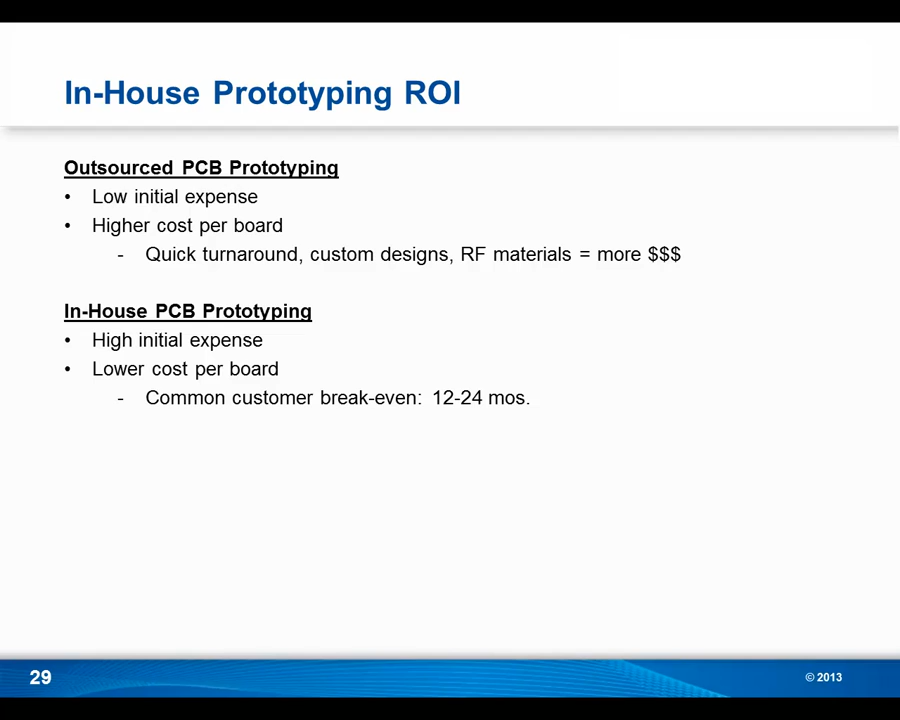 In-House Prototyping ROI
Outsourced PCB Prototyping
• Low initial expense
• Higher cost per board
- Quick turnaround, custom designs, RF materials = more $$$
In-House PCB Prototyping
• High initial expense
• Lower cost per board
- Common customer break-even: 12-24 mos.
29
© 2013